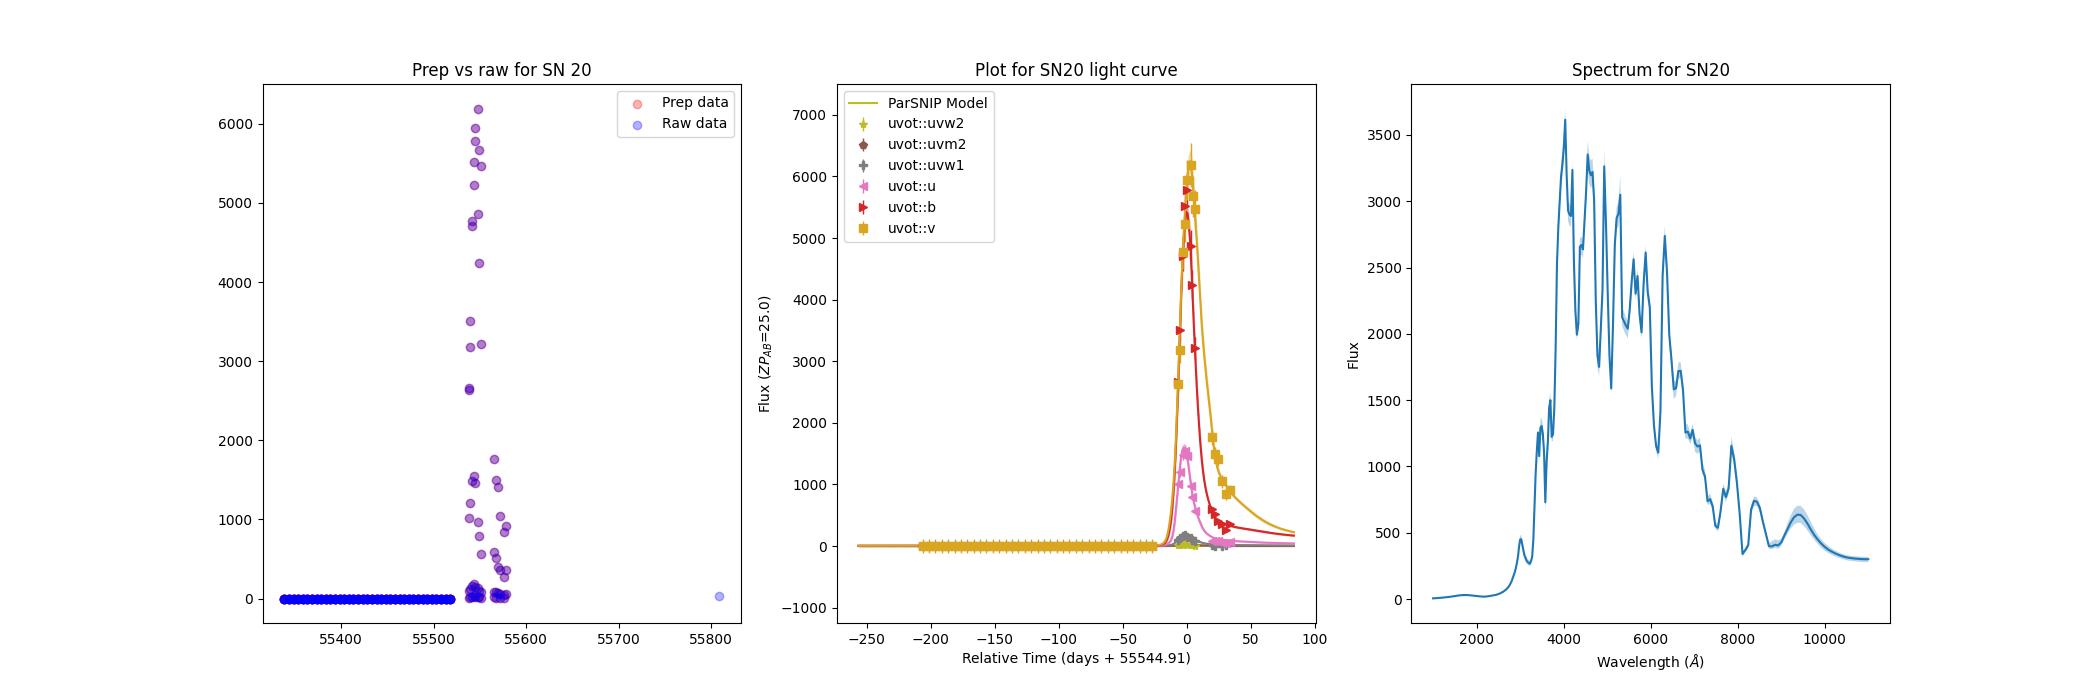 Prep vs raw for SN 20
Prep data
Raw data
6000
5000
4000
3000
2000
1000
0
55400
55500
55600
55700
55800
Plot for SN20 light curve
ParSNIP Model
uvot::uvw2
uvot::uvm2
uvot::uvw1
uvot::u
uvot::b
uvot::v
Flux (ZP_AB=25.0)
7000
6000
5000
4000
3000
2000
1000
0
−1000
−250
−200
−150
−100
−50
0
50
100
Relative Time (days + 55544.91)
Spectrum for SN20
Flux
3500
3000
2500
2000
1500
1000
500
0
2000
4000
6000
8000
10000
Wavelength (Å)